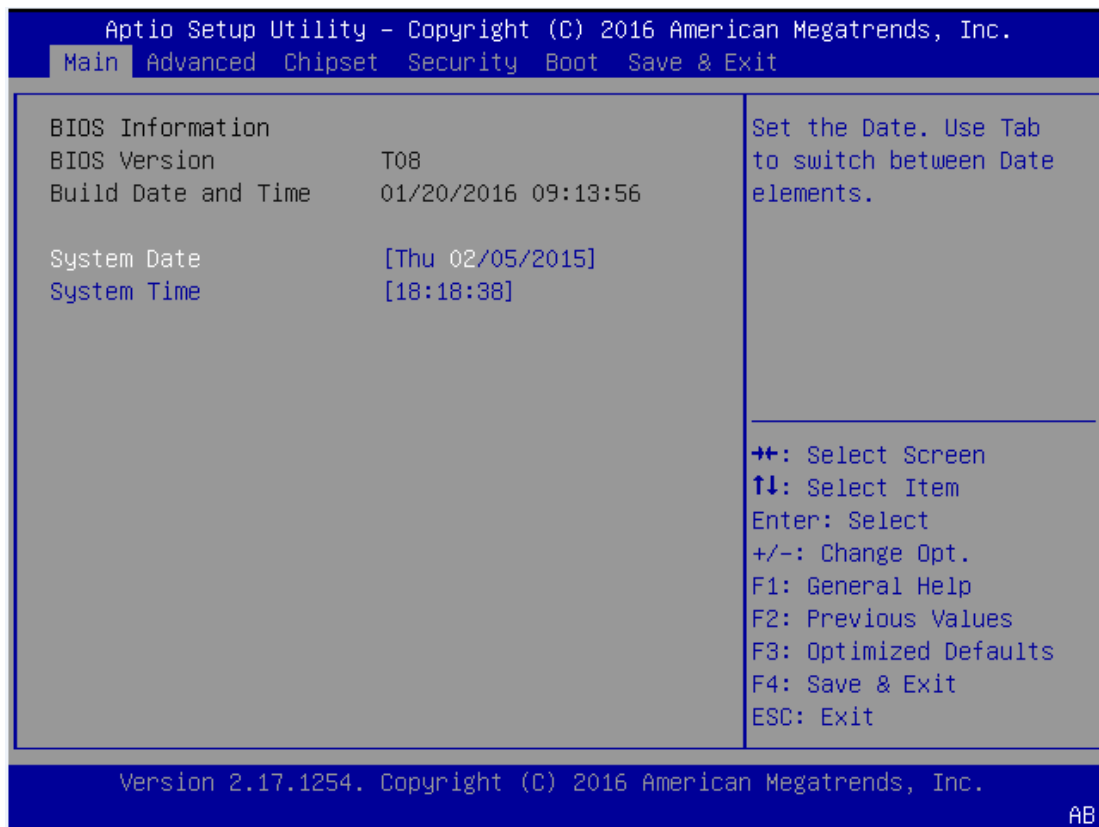 Aptio Setup Utility – Copyright (C) 2016 American Megatrends, Inc.
Main Advanced Chipset Security Boot Save & Exit
BIOS Information
BIOS Version T08
Build Date and Time 01/20/2016 09:13:56
System Date [Thu 02/05/2015]
System Time [18:18:38]
Set the Date. Use Tab
to switch between Date
elements.
→←: Select Screen
↑↓: Select Item
Enter: Select
+/-: Change Opt.
F1: General Help
F2: Previous Values
F3: Optimized Defaults
F4: Save & Exit
ESC: Exit
Version 2.17.1254. Copyright (C) 2016 American Megatrends, Inc.
AB